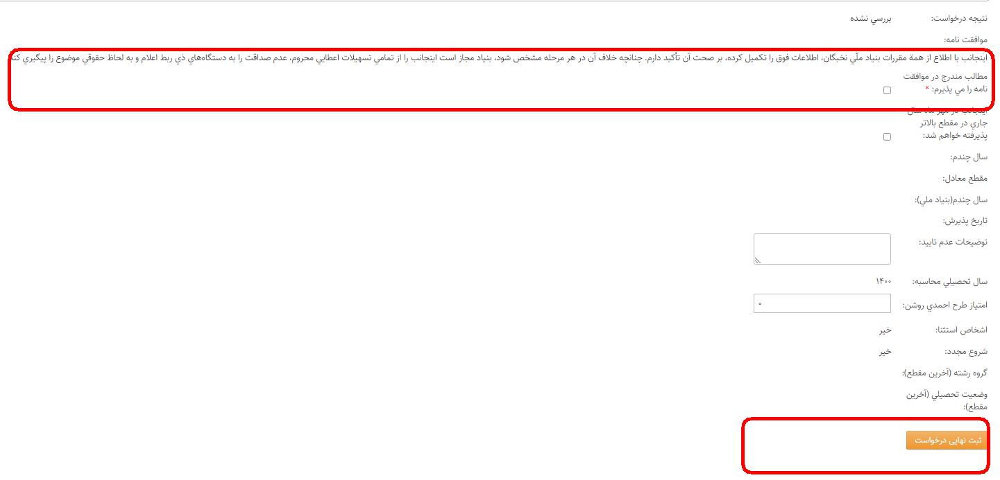 نتيجه درخواست: بررسي نشده
موافقت نامه:
اينجانب با اطلاع از همة مقررات بنياد ملّي نخبگان، اطلاعات فوق را تكميل كرده، بر صحت آن تأكيد دارم. چنانچه خلاف آن در هر مرحله مشخص شود، بنياد مجاز است اينجانب را از تمامي تسهيلات اعطايي محروم، عدم صداقت را به دستگاه‌هاي ذي ربط اعلام و به لحاظ حقوقي موضوع را پيگيري
مطالب مندرج در موافقت
نامه را مي پذيرم: *
اينجانب در مهر ماه سال
جاري در مقطع بالاتر
پذيرفته خواهم شد:
سال چندم:
مقطع معادل:
سال چندم(بنياد ملي):
تاريخ پذيرش:
توضيحات عدم تاييد:
سال تحصيلي محاسبه: ۱۴۰۰
امتياز طرح احمدي روشن: ۰
اشخاص استثنا: خير
شروع مجدد: خير
گروه رشته (آخرين مقطع):
وضعيت تحصيلي (آخرين
مقطع):
ثبت نهایی درخواست